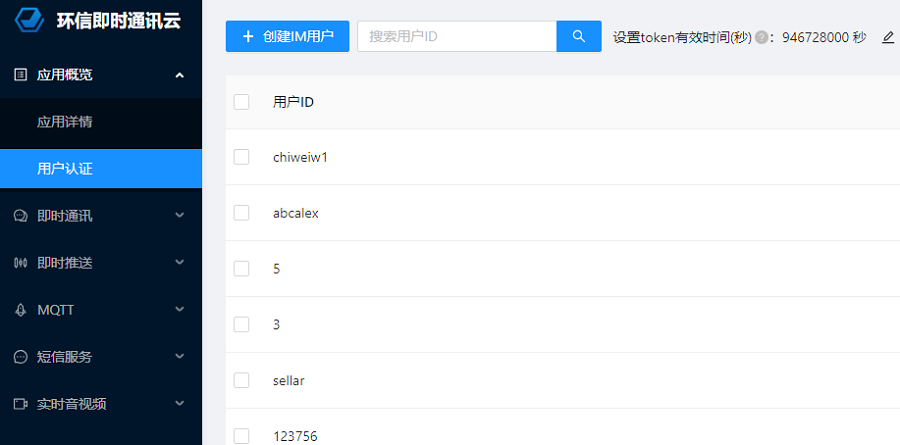 环信即时通讯云
应用概览
应用详情
用户认证
即时通讯
即时推送
MQTT
短信服务
实时音视频
+ 创建IM用户
搜索用户ID
设置token有效时间(秒) ?: 946728000 秒
用户ID
chiweiw1
abcalex
5
3
sellar
123756